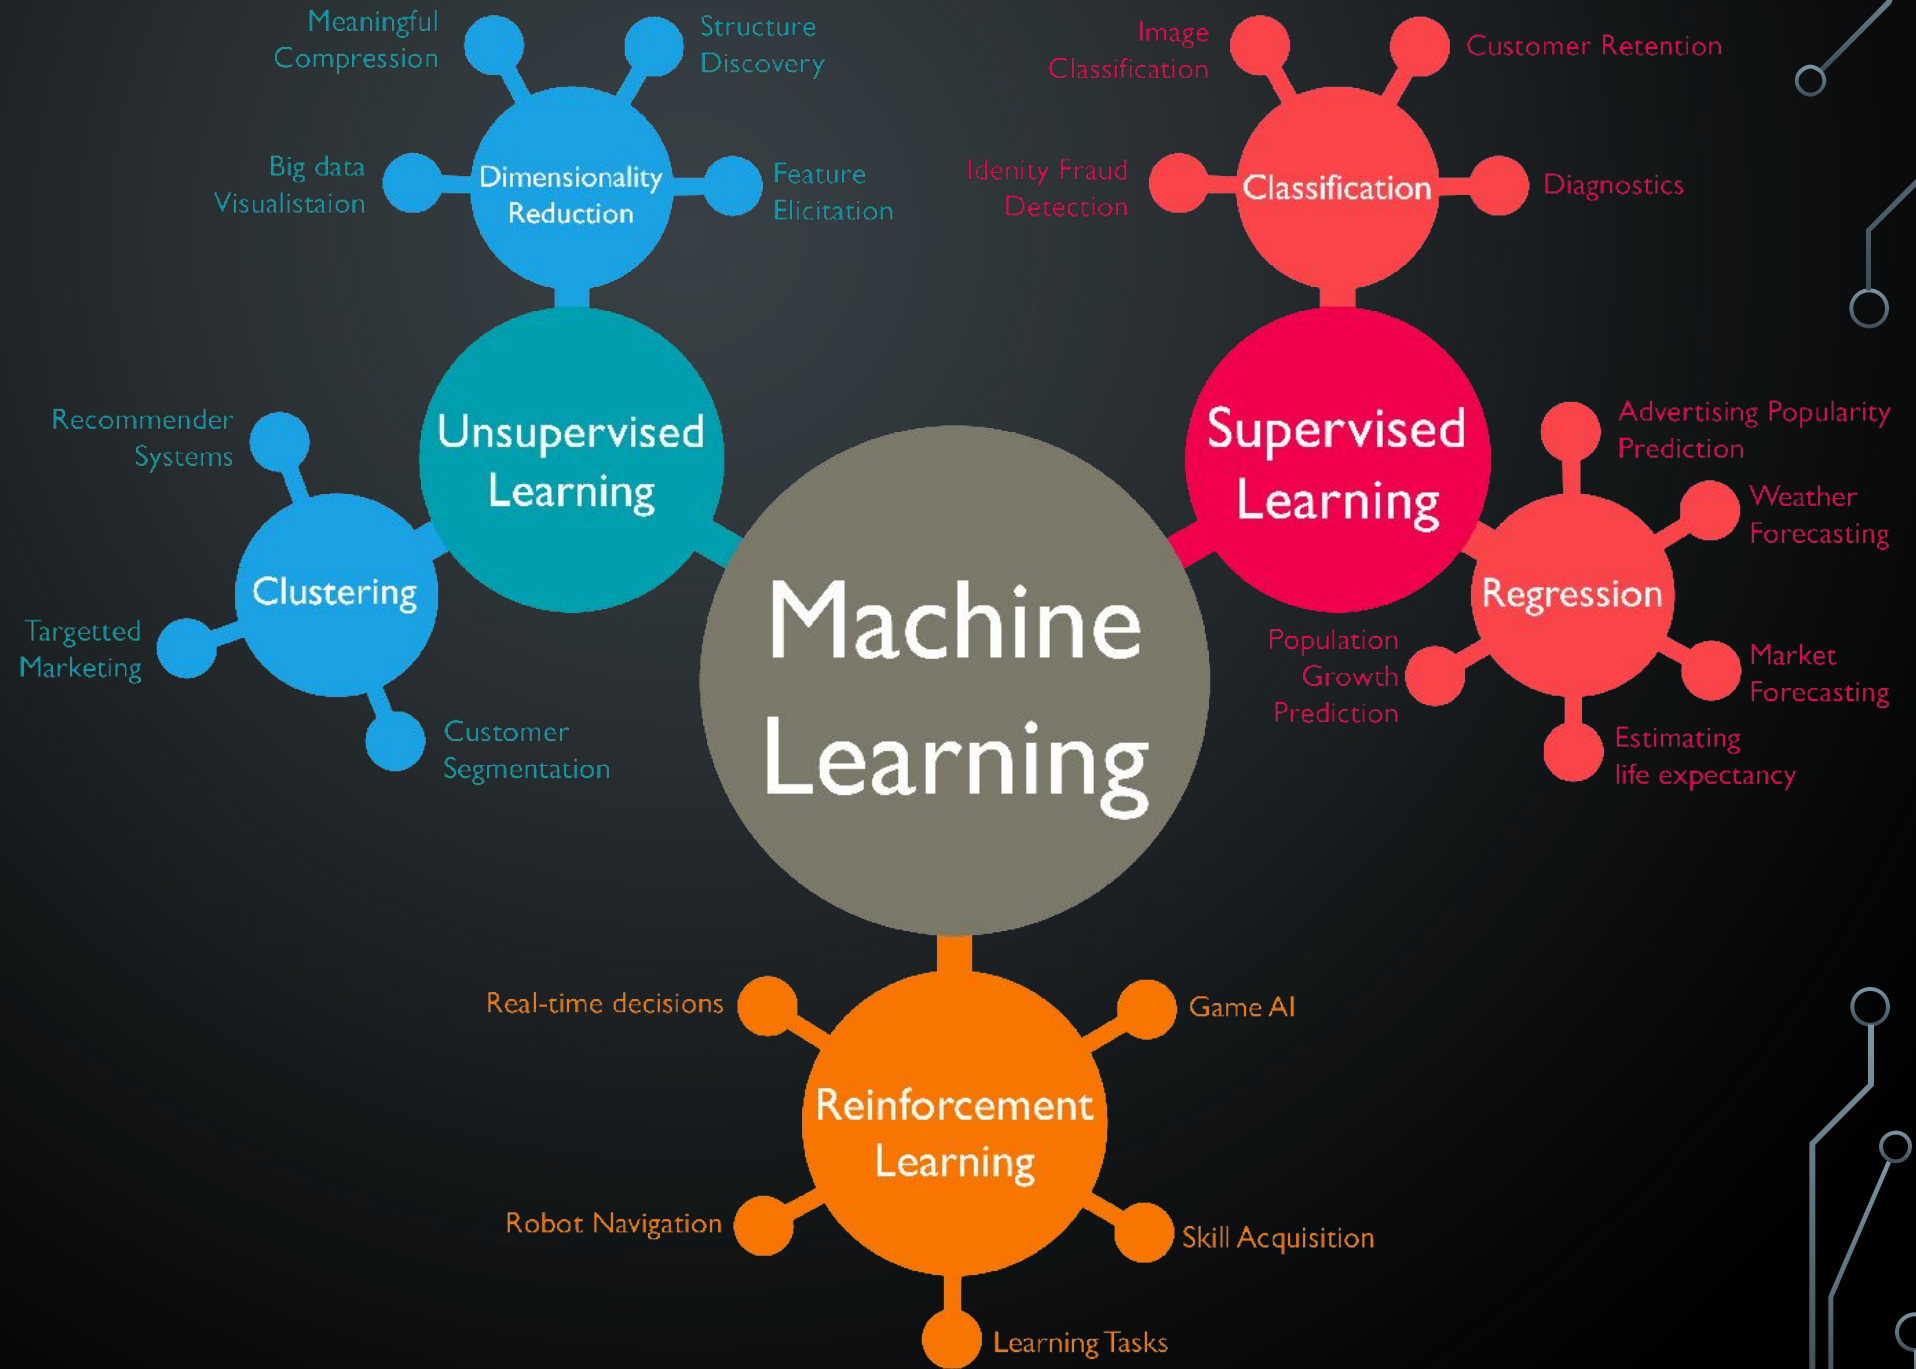 Meaningful
Compression
Structure
Discovery
Big data
Visualistaion
Dimensionality
Reduction
Feature
Elicitation
Image
Classification
Customer Retention
Idenity Fraud
Detection
Classification
Diagnostics
Unsupervised
Learning
Recommender
Systems
Clustering
Targetted
Marketing
Customer
Segmentation
Machine
Learning
Supervised
Learning
Advertising Popularity
Prediction
Weather
Forecasting
Regression
Population
Growth
Prediction
Market
Forecasting
Estimating
life expectancy
Real-time decisions
Game AI
Reinforcement
Learning
Robot Navigation
Skill Acquisition
Learning Tasks